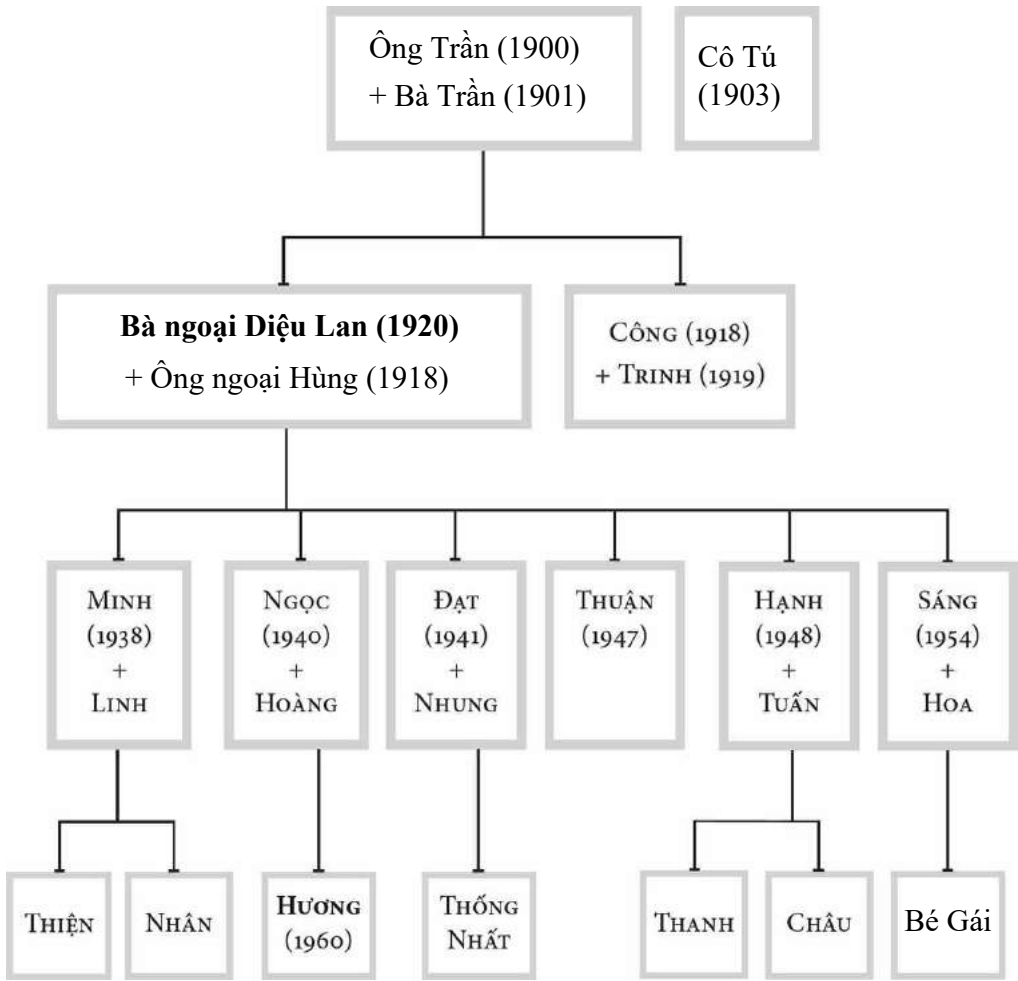 Ông Trần (1900)
+ Bà Trần (1901)
Cô Tú
(1903)
Bà ngoại Diệu Lan (1920)
+ Ông ngoại Hùng (1918)
CÔNG (1918)
+ TRINH (1919)
MINH
(1938)
+
LINH
NGỌC
(1940)
+
HOÀNG
ĐẠT
(1941)
+
NHUNG
THUẬN
(1947)
HẠNH
(1948)
+
TUẤN
SÁNG
(1954)
+
HOA
THIỆN
NHÂN
HƯƠNG
(1960)
THỐNG
NHẤT
THANH
CHÂU
Bé Gái